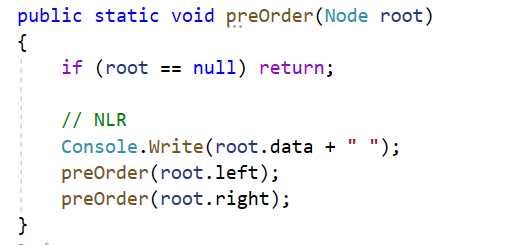 public static void preOrder(Node root)
{
    if (root == null) return;

    // NLR
    Console.Write(root.data + " ");
    preOrder(root.left);
    preOrder(root.right);
}